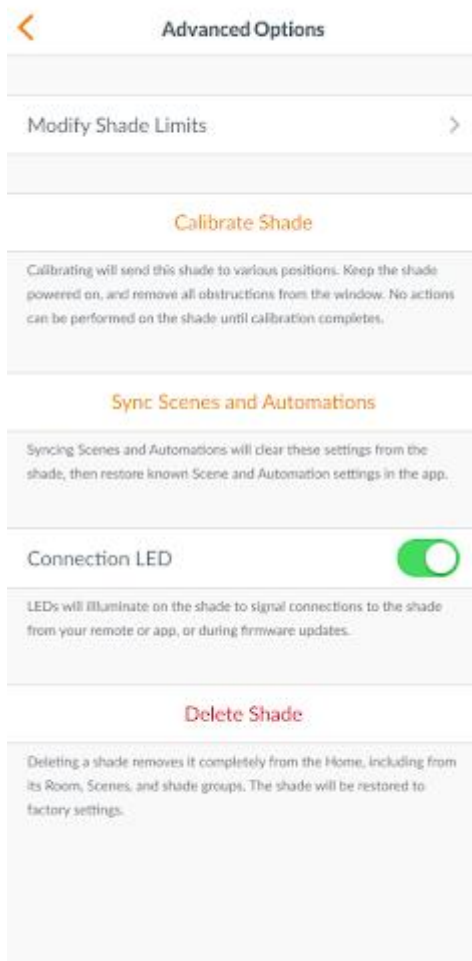 Advanced Options
Modify Shade Limits
Calibrate Shade
Calibrating will send this shade to various positions. Keep the shade
powered on, and remove all obstructions from the window. No actions
can be performed on the shade until calibration completes.
Sync Scenes and Automations
Syncing Scenes and Automations will clear these settings from the
shade, then restore known Scene and Automation settings in the app.
Connection LED
LEDs will illuminate on the shade to signal connections to the shade
from your remote or app, or during firmware updates.
Delete Shade
Deleting a shade removes it completely from the Home, including from
its Room, Scenes, and shade groups. The shade will be restored to
factory settings.